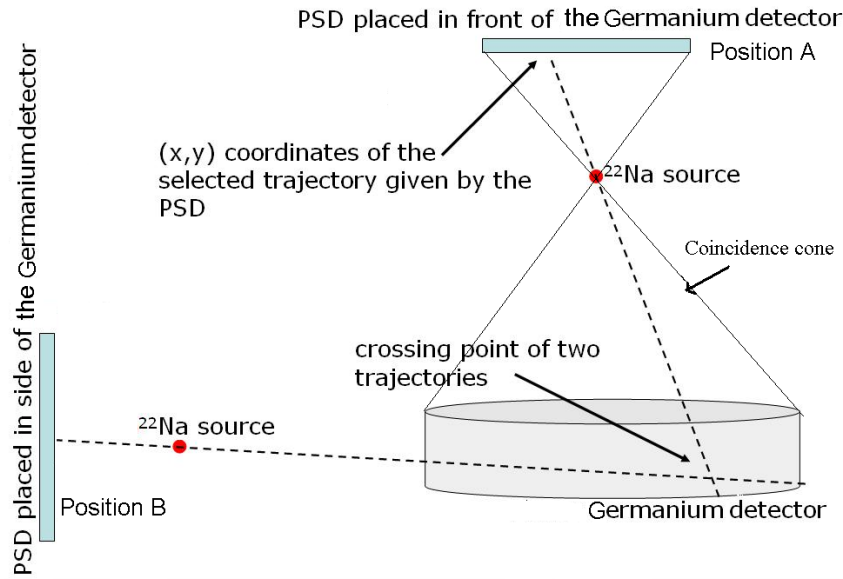 PSD placed in front of the Germanium detector
Position A
(x,y) coordinates of the
selected trajectory given by the
PSD
²²Na source
Coincidence cone
crossing point of two
trajectories
²²Na source
PSD placed in side of the Germanium detector
Position B
Germanium detector